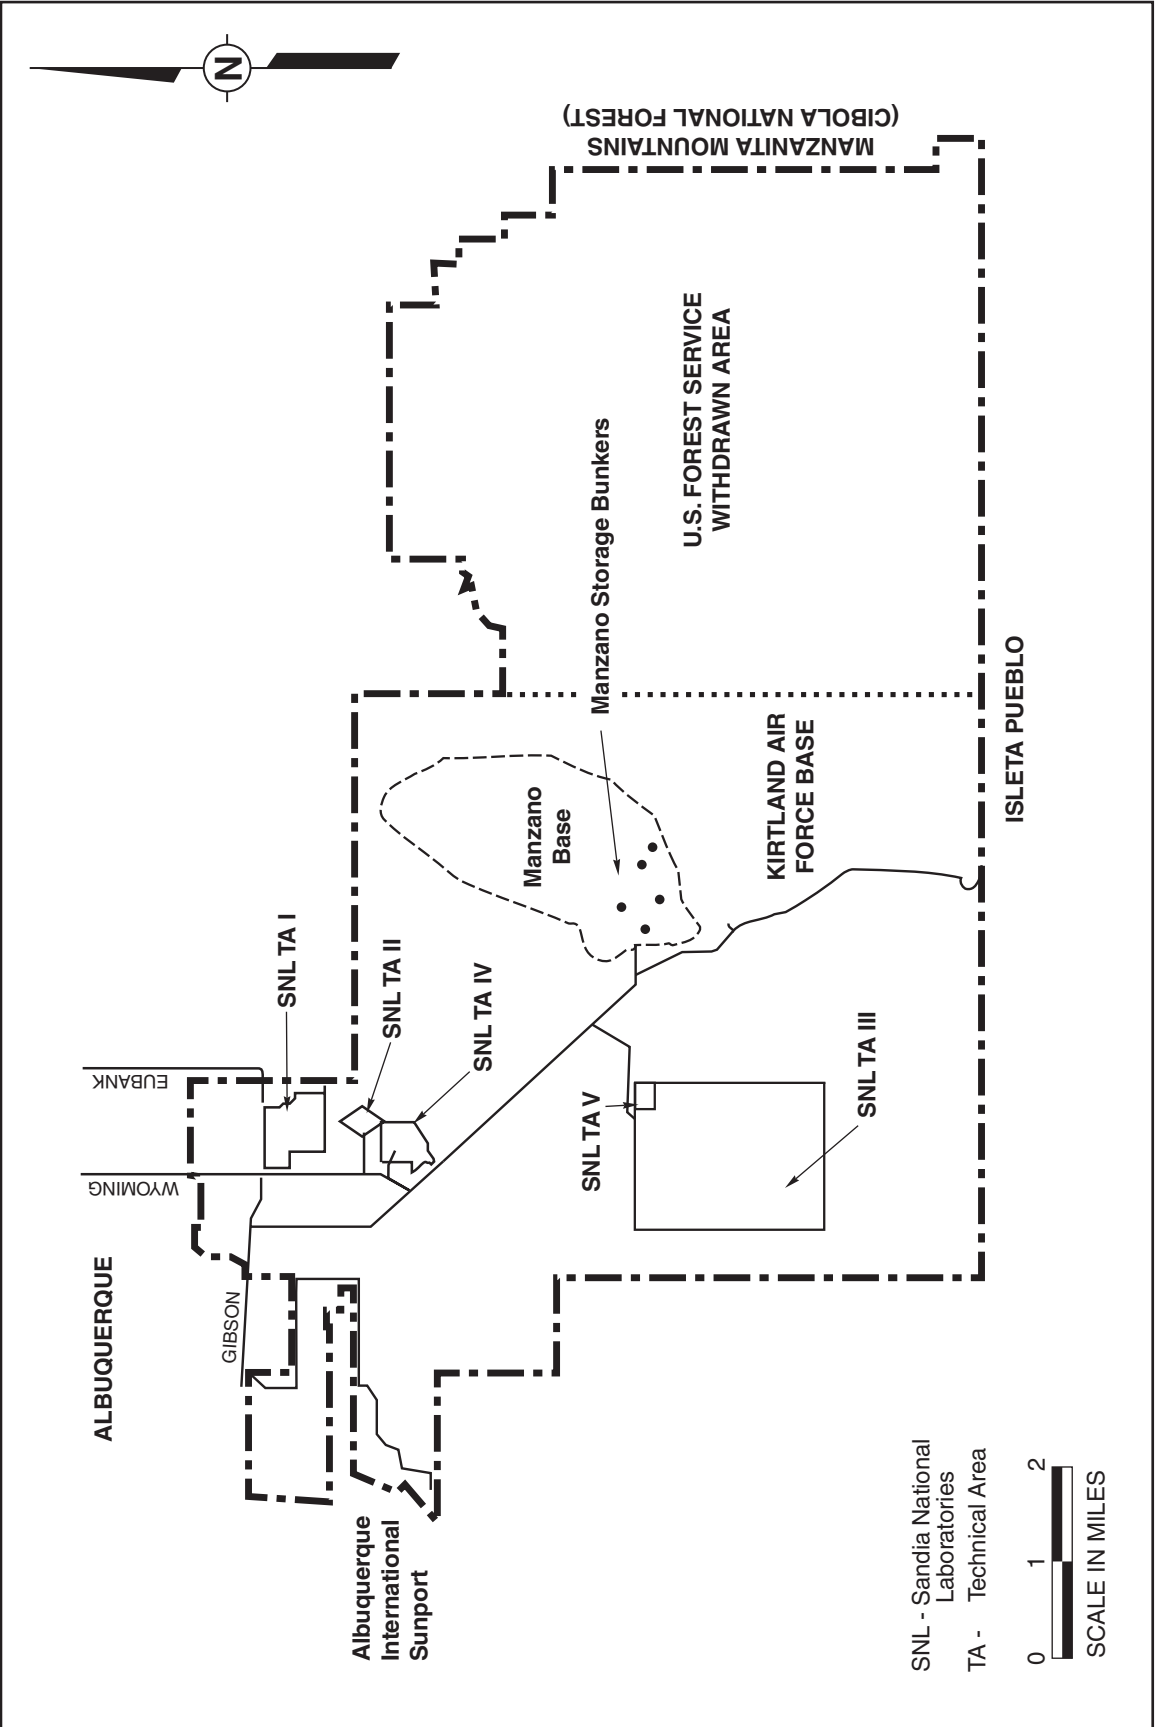 N
ALBUQUERQUE
WYOMING
EUBANK
GIBSON
SNL TA I
SNL TA II
SNL TA IV
Albuquerque
International
Sunport
Manzano
Base
Manzano Storage Bunkers
MANZANITA MOUNTAINS
(CIBOLA NATIONAL FOREST)
U.S. FOREST SERVICE
WITHDRAWN AREA
SNL TA V
SNL TA III
KIRTLAND AIR
FORCE BASE
ISLETA PUEBLO
SNL - Sandia National
Laboratories
TA - Technical Area
0 1 2
SCALE IN MILES